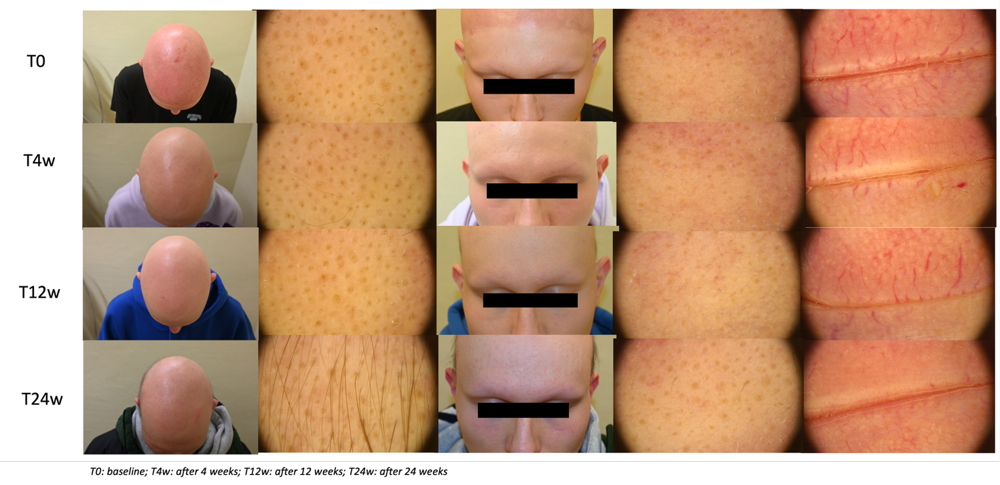 T0
T4w
T12w
T24w
T0: baseline; T4w: after 4 weeks; T12w: after 12 weeks; T24w: after 24 weeks